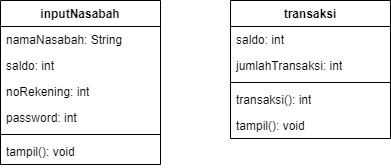 inputNasabah
namaNasabah: String
saldo: int
noRekening: int
password: int
tampil(): void
transaksi
saldo: int
jumlahTransaksi: int
transaksi(): int
tampil(): void